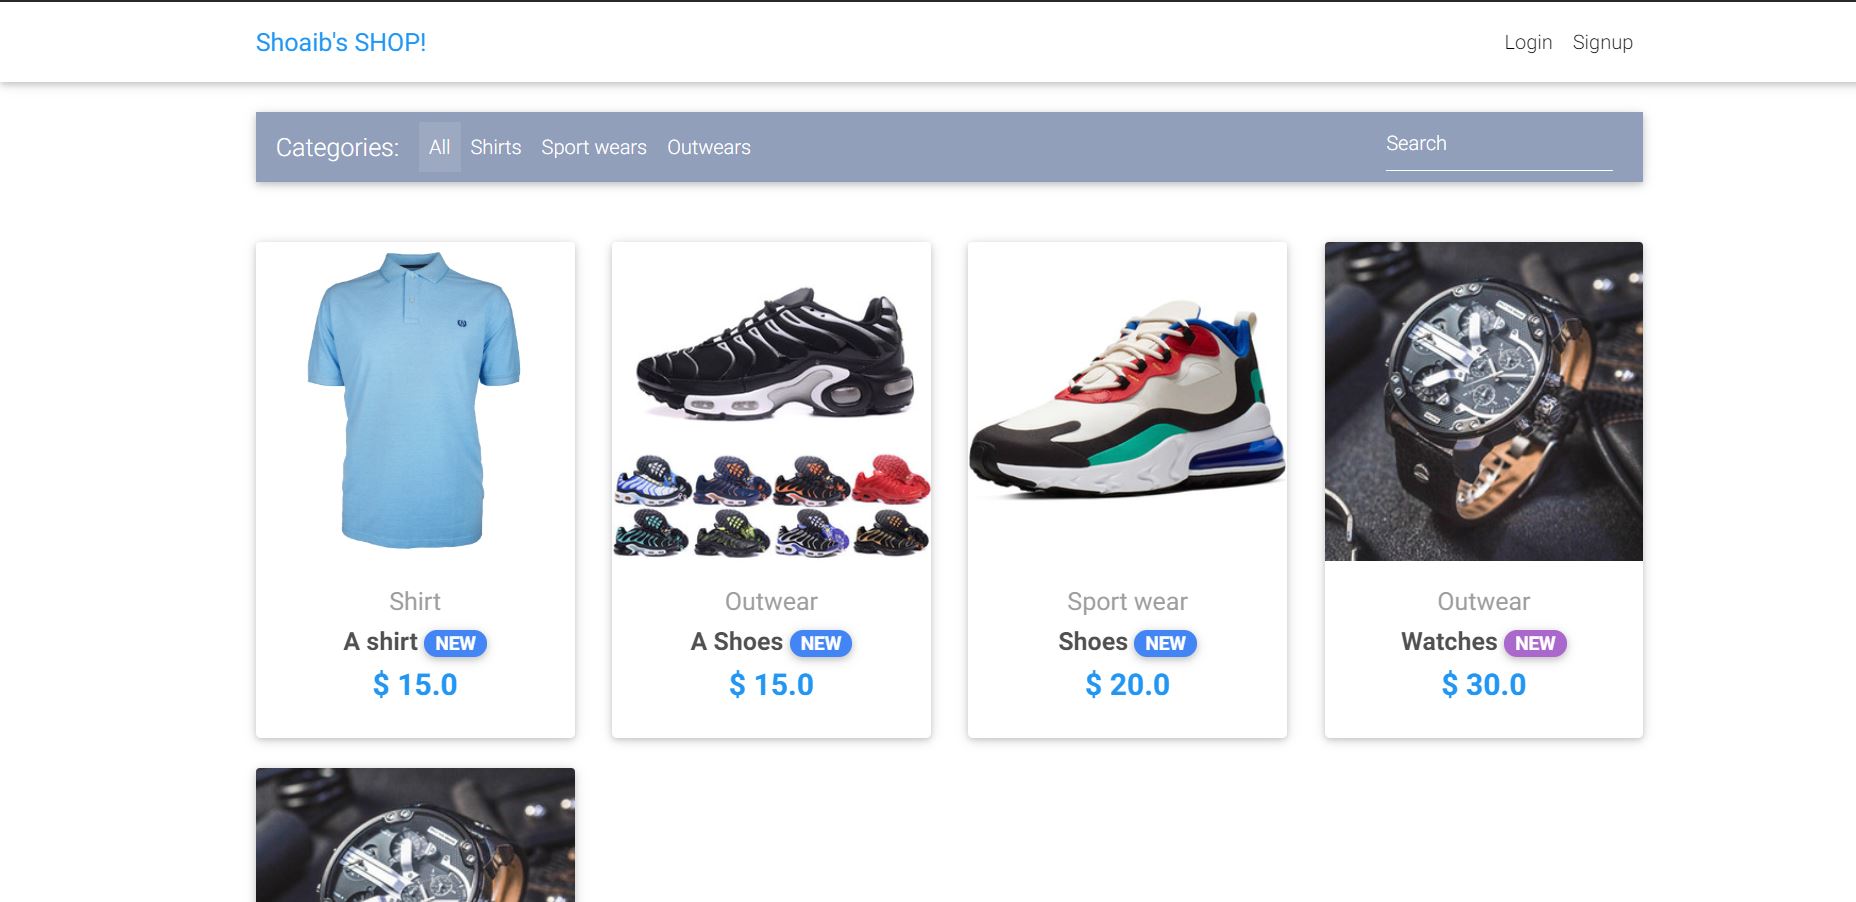 Shoaib's SHOP!
Login Signup
Categories: All Shirts Sport wears Outwears Search
Shirt
A shirt NEW
$ 15.0
Outwear
A Shoes NEW
$ 15.0
Sport wear
Shoes NEW
$ 20.0
Outwear
Watches NEW
$ 30.0